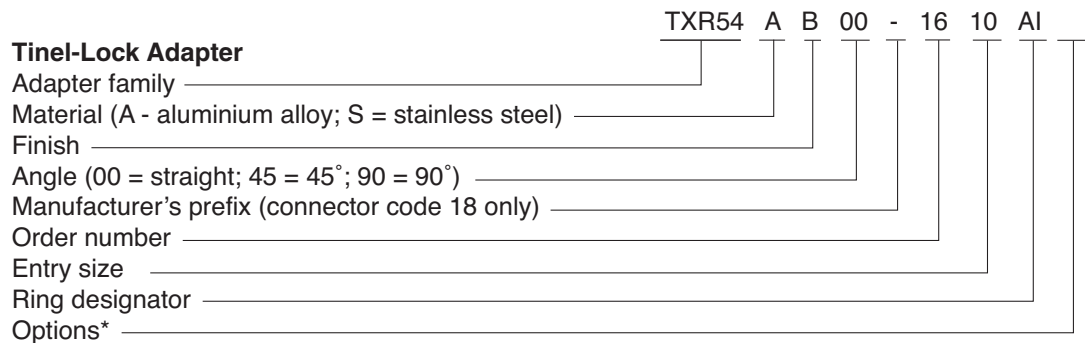 TXR54 A B 00 - 16 10 AI
Tinel-Lock Adapter
Adapter family
Material (A - aluminium alloy; S = stainless steel)
Finish
Angle (00 = straight; 45 = 45˚; 90 = 90˚)
Manufacturer's prefix (connector code 18 only)
Order number
Entry size
Ring designator
Options*